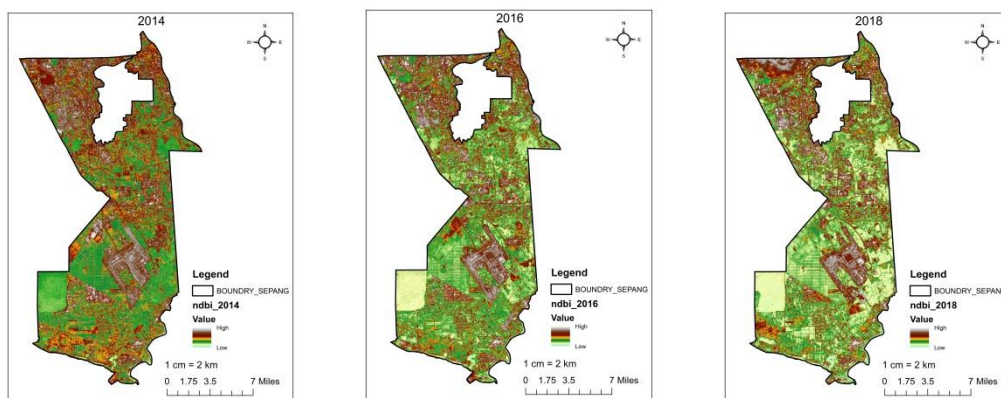 2014
N
W E
S
Legend
BOUNDRY_SEPANG
ndbi_2014
Value
High
Low
1 cm = 2 km
0 1.75 3.5 7 Miles
2016
N
W E
S
Legend
BOUNDRY_SEPANG
ndbi_2016
Value
High
Low
1 cm = 2 km
0 1.75 3.5 7 Miles
2018
N
W E
S
Legend
BOUNDRY_SEPANG
ndbi_2018
Value
High
Low
1 cm = 2 km
0 1.75 3.5 7 Miles